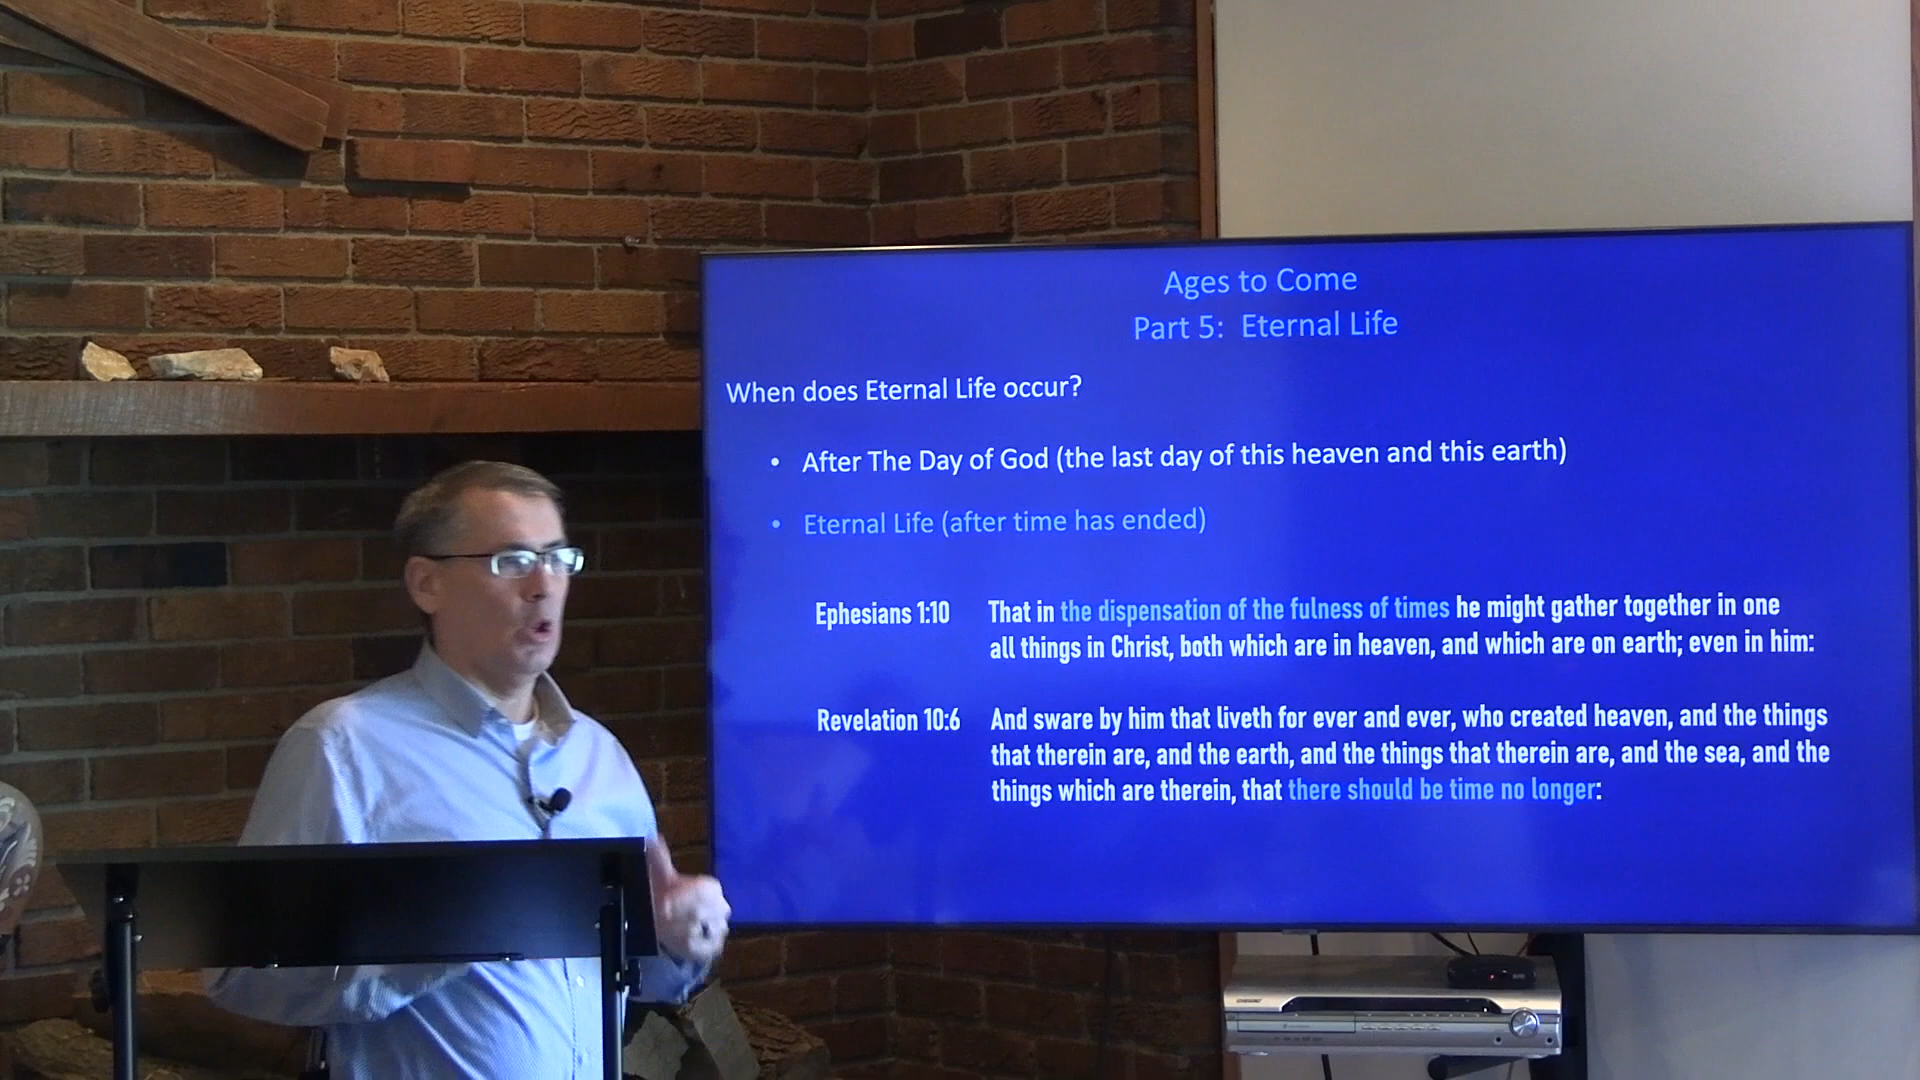 Ages to Come
Part 5: Eternal Life
When does Eternal Life occur?
• After The Day of God (the last day of this heaven and this earth)
• Eternal Life (after time has ended)
Ephesians 1:10 That in the dispensation of the fulness of times he might gather together in one
all things in Christ, both which are in heaven, and which are on earth; even in him:
Revelation 10:6 And sware by him that liveth for ever and ever, who created heaven, and the things
that therein are, and the earth, and the things that therein are, and the sea, and the
things which are therein, that there should be time no longer: